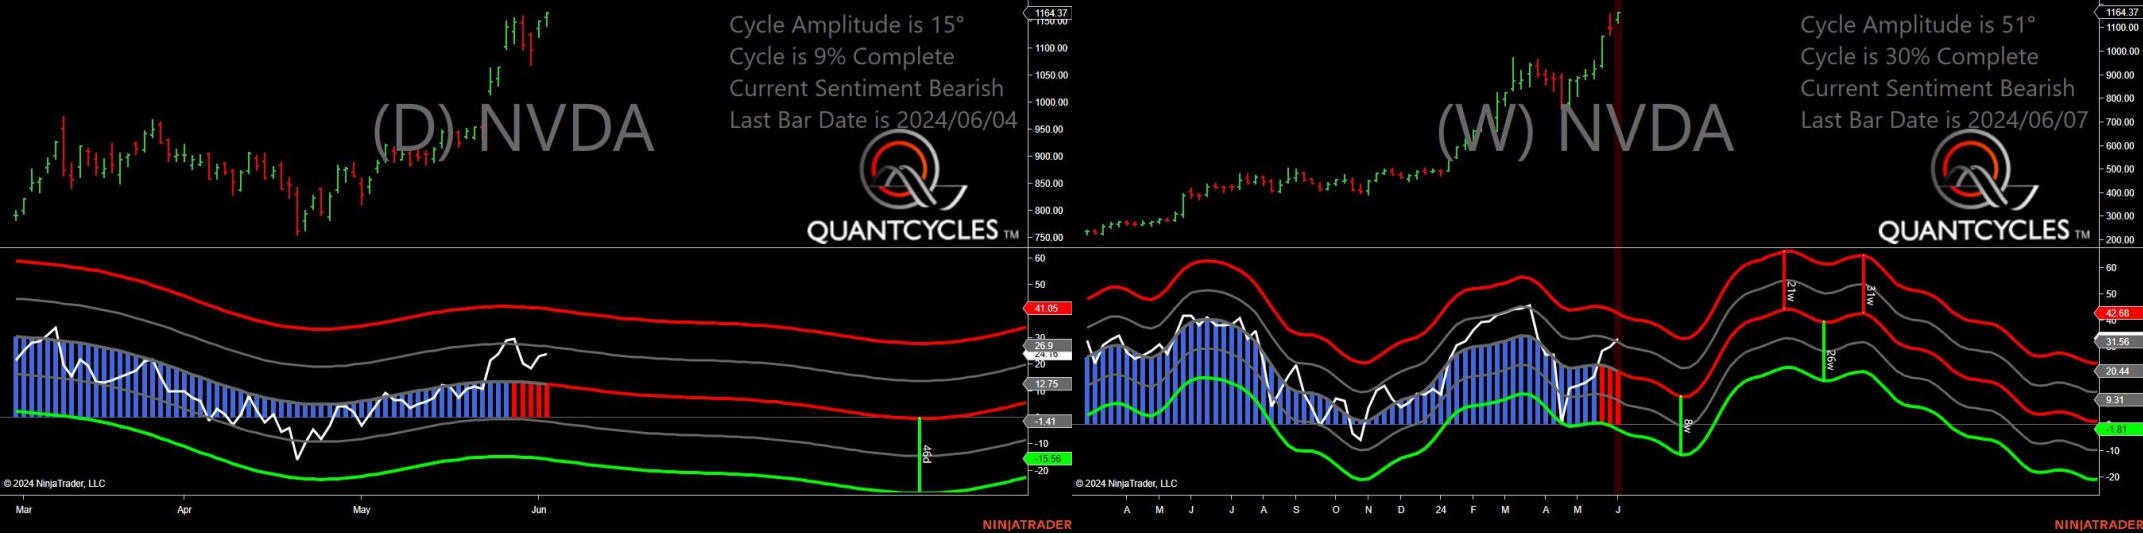 Cycle Amplitude is 15°
Cycle is 9% Complete
Current Sentiment Bearish
Last Bar Date is 2024/06/04
(D) NVDA
QUANTCYCLES TM
1164.37
1150.00
1100.00
1050.00
1000.00
950.00
900.00
850.00
800.00
750.00
60
50
41.05
30
26.9
24.16
20
12.75
10
-1.41
-10
-15.56
-20
46d
© 2024 NinjaTrader, LLC
Mar
Apr
May
Jun
NINJATRADER
Cycle Amplitude is 51°
Cycle is 30% Complete
Current Sentiment Bearish
Last Bar Date is 2024/06/07
(W) NVDA
QUANTCYCLES TM
1164.37
1100.00
1000.00
900.00
800.00
700.00
600.00
500.00
400.00
300.00
200.00
60
50
42.68
40
31.56
20.44
9.31
-1.81
-10
-20
8w
21w
26w
31w
© 2024 NinjaTrader, LLC
A M J J A S O N D 24 F M A M J
NINJATRADER